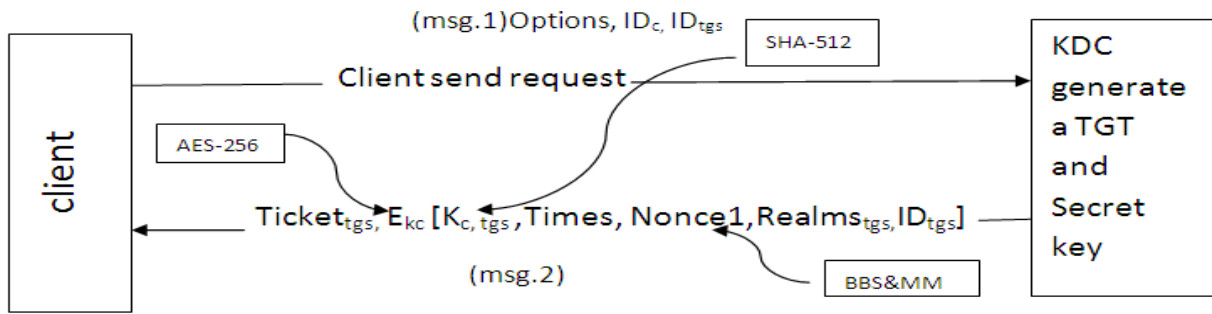 (msg.1)Options, IDc, IDtgs
SHA-512
Client send request
KDC
generate
a TGT
and
Secret
key
client
AES-256
Tickettgs, Ekc [Kc, tgs ,Times, Nonce1,Realmstgs,IDtgs]
(msg.2)
BBS&MM